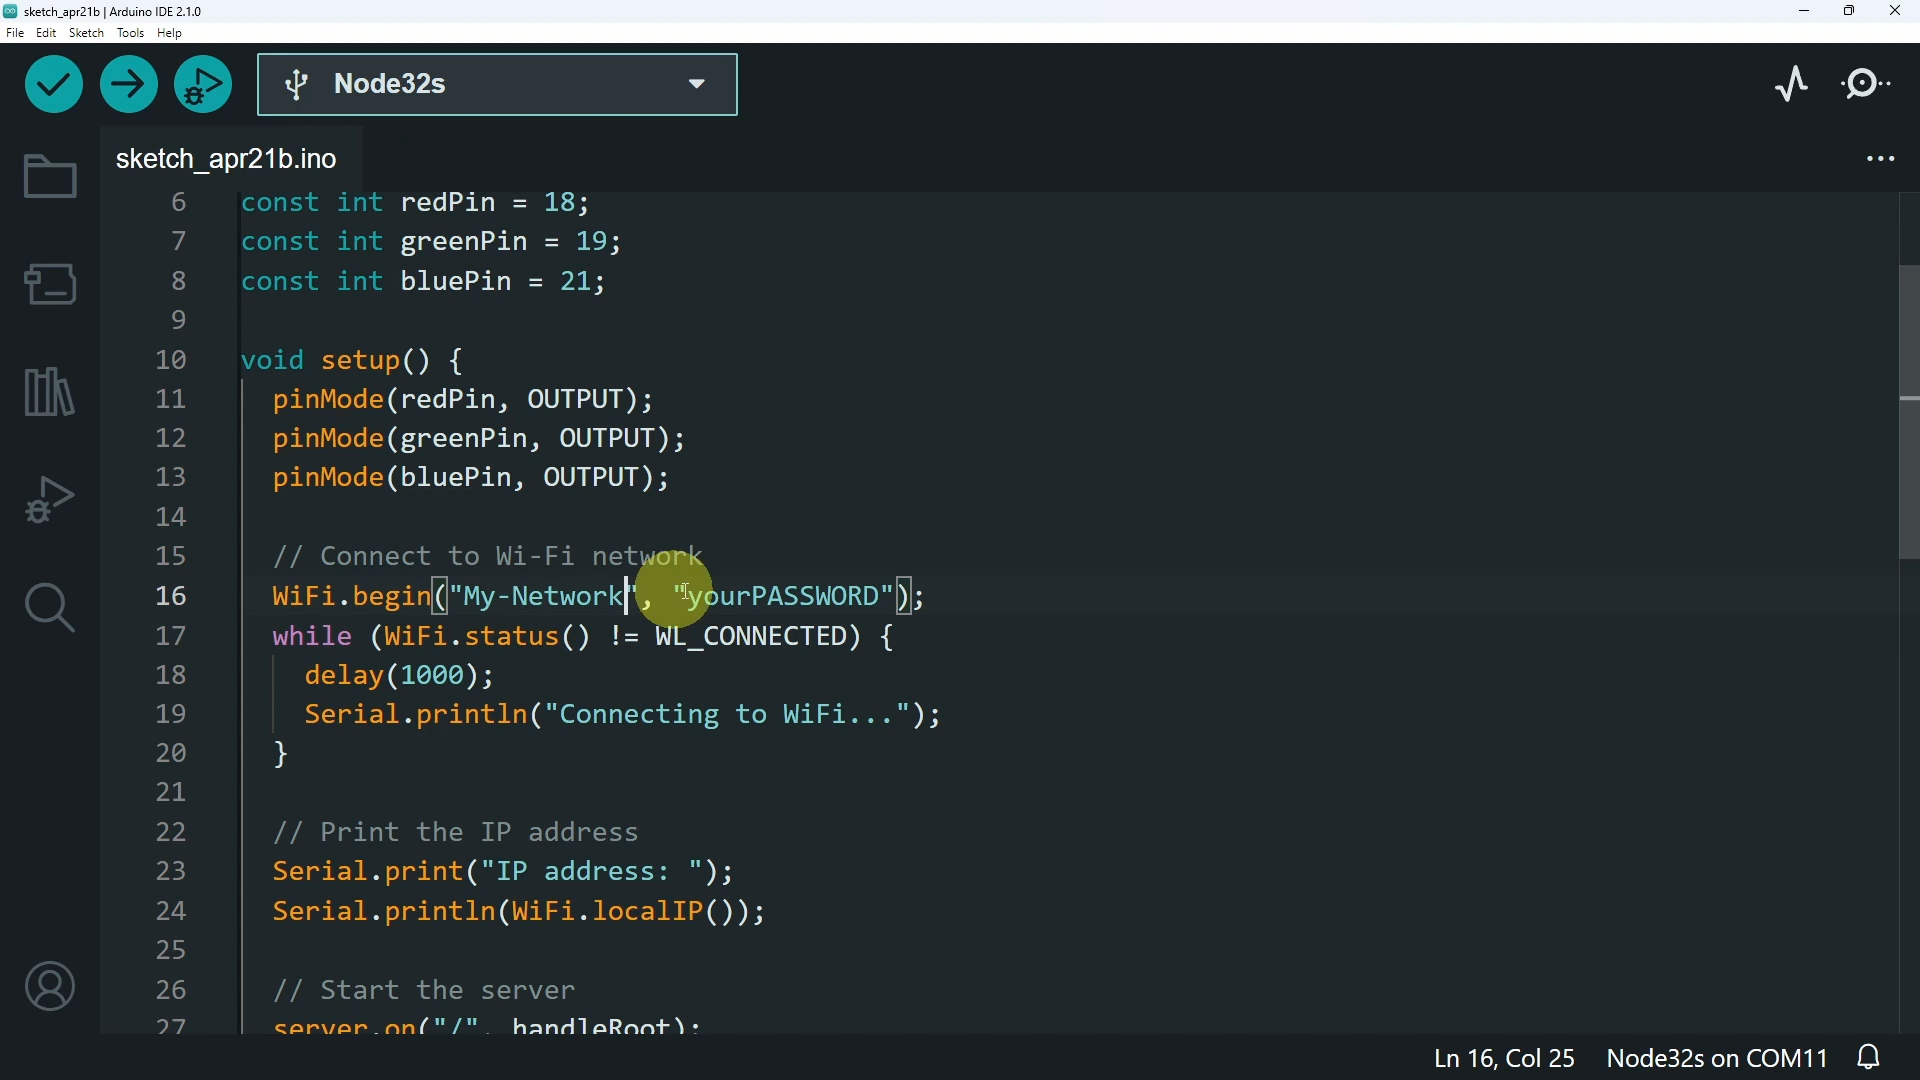 sketch_apr21b | Arduino IDE 2.1.0
File Edit Sketch Tools Help
Node32s
sketch_apr21b.ino
6 const int redPin = 18;
7 const int greenPin = 19;
8 const int bluePin = 21;
9
10 void setup() {
11 pinMode(redPin, OUTPUT);
12 pinMode(greenPin, OUTPUT);
13 pinMode(bluePin, OUTPUT);
14
15 // Connect to Wi-Fi network
16 WiFi.begin("My-Network", "yourPASSWORD");
17 while (WiFi.status() != WL_CONNECTED) {
18 delay(1000);
19 Serial.println("Connecting to WiFi...");
20 }
21
22 // Print the IP address
23 Serial.print("IP address: ");
24 Serial.println(WiFi.localIP());
25
26 // Start the server
27 server.on("/", handleRoot);
Ln 16, Col 25 Node32s on COM11